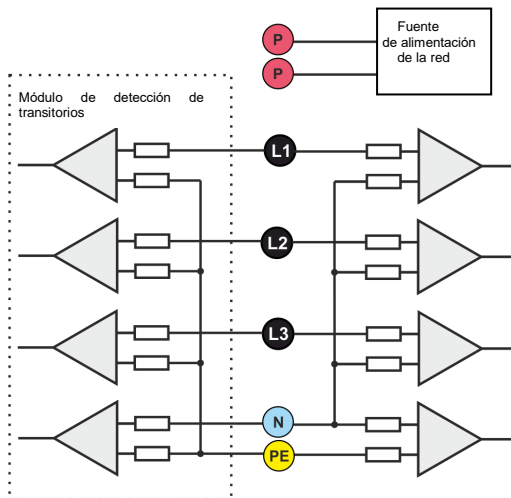 P
P
Fuente
de alimentación
de la red
Módulo de detección de
transitorios
L1
L2
L3
N
PE